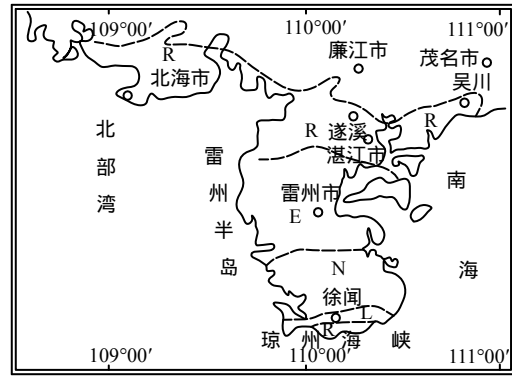 109°00′ 110°00′ 111°00′
廉江市
茂名市
吴川
R
北海市
R
遂溪
R
湛江市
北部湾
雷州半岛
雷州市
E
南海
N
徐闻
L
R
琼州海峡
109°00′ 110°00′ 111°00′